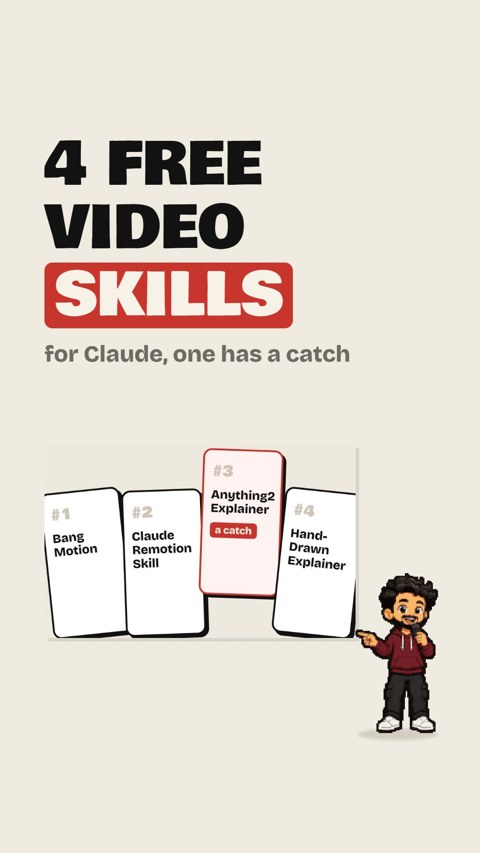 4 FREE
VIDEO
SKILLS
for Claude, one has a catch
#1
Bang
Motion
#2
Claude
Remotion
Skill
#3
Anything2
Explainer
a catch
#4
Hand-
Drawn
Explainer